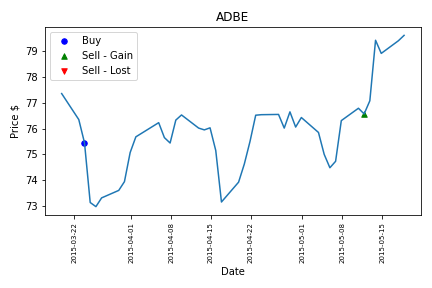 ADBE
Buy
Sell - Gain
Sell - Lost
Price $
79
78
77
76
75
74
73
2015-03-22
2015-04-01
2015-04-08
2015-04-15
2015-04-22
2015-05-01
2015-05-08
2015-05-15
Date